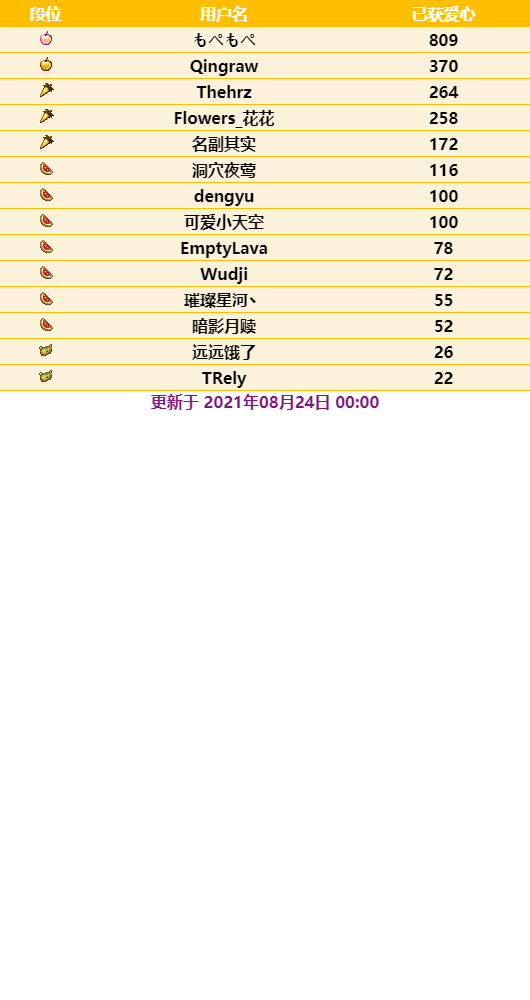 段位 用户名 已获爱心
もぺもぺ 809
Qingraw 370
Thehrz 264
Flowers_花花 258
名副其实 172
洞穴夜莺 116
dengyu 100
可爱小天空 100
EmptyLava 78
Wudji 72
璀璨星河丶 55
暗影月赎 52
远远饿了 26
TRely 22
更新于 2021年08月24日 00:00